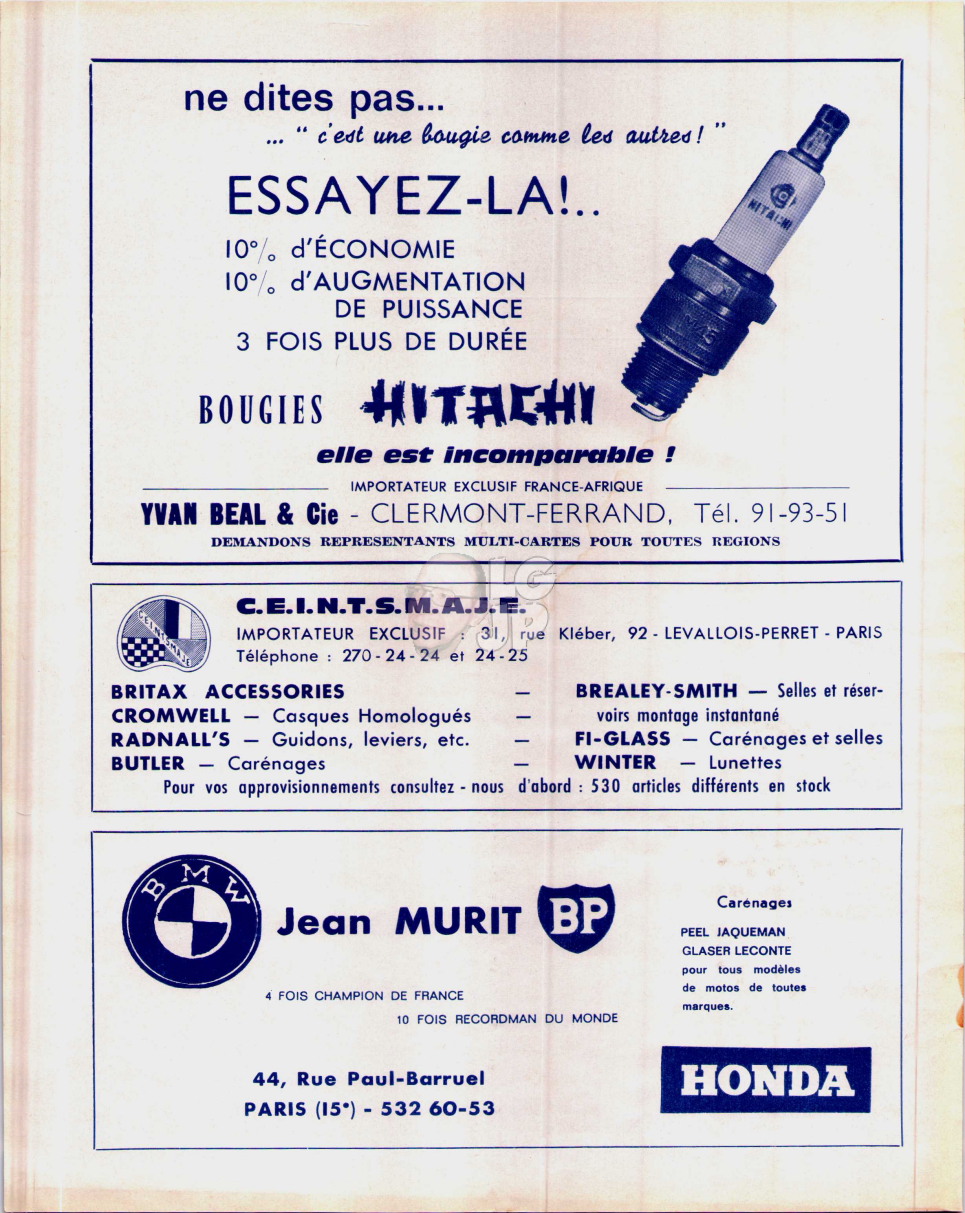 ne dites pas...
... " c'est une bougie comme les autres ! "
ESSAYEZ-LA!..
10% d'ÉCONOMIE
10% d'AUGMENTATION
DE PUISSANCE
3 FOIS PLUS DE DURÉE
HITACHI
M45
BOUGIES HITACHI
elle est incomparable !
IMPORTATEUR EXCLUSIF FRANCE-AFRIQUE
YVAN BEAL & Cie - CLERMONT-FERRAND, Tél. 91-93-51
DEMANDONS REPRESENTANTS MULTI-CARTES POUR TOUTES REGIONS
LG
JP
CEINTSMAJE
C.E.I.N.T.S.M.A.J.E.
IMPORTATEUR EXCLUSIF : 31, rue Kléber, 92 - LEVALLOIS-PERRET - PARIS
Téléphone : 270-24-24 et 24-25
BRITAX ACCESSORIES — BREALEY-SMITH — Selles et réser-
CROMWELL — Casques Homologués — voirs montage instantané
RADNALL'S — Guidons, leviers, etc. — FI-GLASS — Carénages et selles
BUTLER — Carénages — WINTER — Lunettes
Pour vos approvisionnements consultez - nous d'abord : 530 articles différents en stock
BMW
Jean MURIT BP
4 FOIS CHAMPION DE FRANCE
10 FOIS RECORDMAN DU MONDE
44, Rue Paul-Barruel
PARIS (15e) - 532 60-53
Carénages
PEEL JAQUEMAN
GLASER LECONTE
pour tous modèles
de motos de toutes
marques.
HONDA